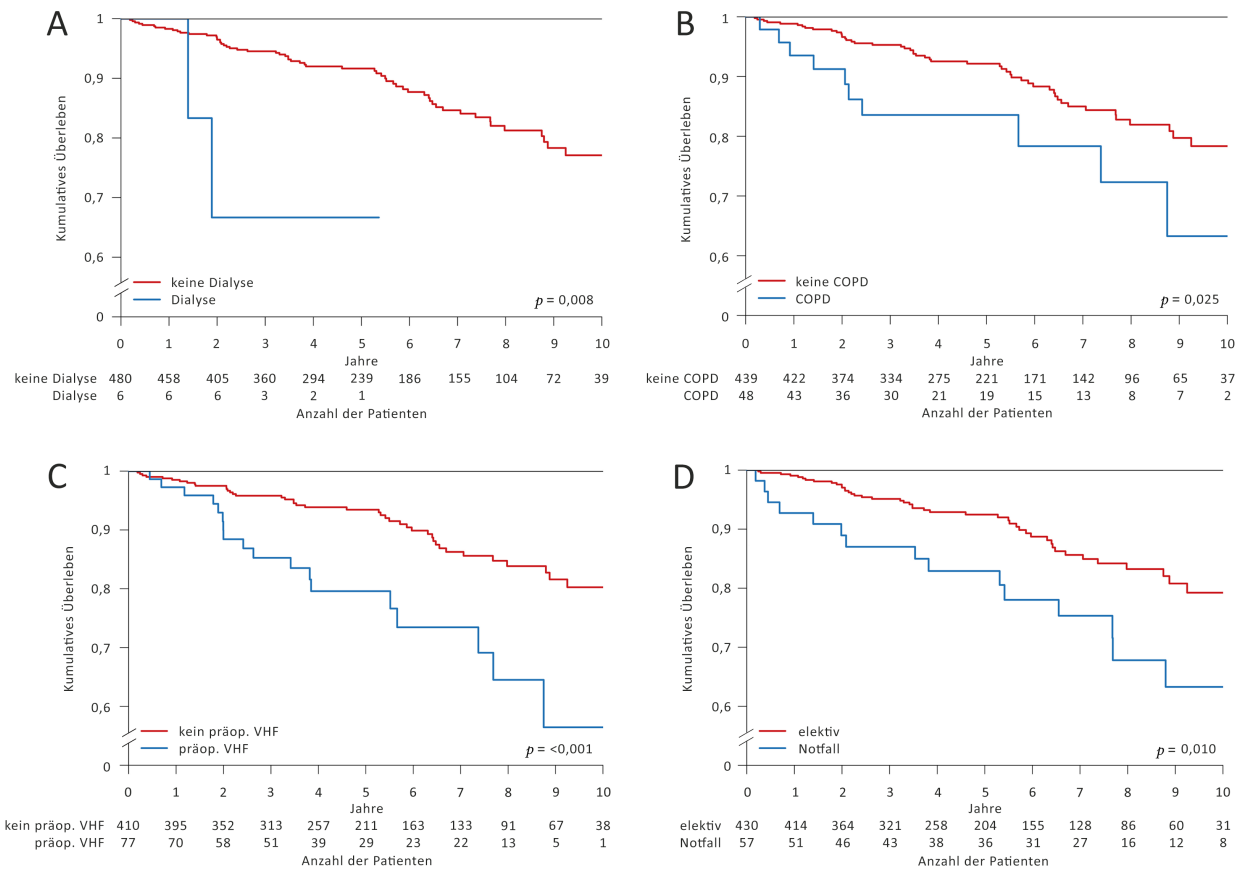 A
1
0,9
0,8
0,7
0,6
0
Kumulatives Überleben
keine Dialyse
Dialyse
p = 0,008
0 1 2 3 4 5 6 7 8 9 10
Jahre
keine Dialyse 480 458 405 360 294 239 186 155 104 72 39
Dialyse 6 6 6 3 2 1
Anzahl der Patienten
B
1
0,9
0,8
0,7
0,6
0
Kumulatives Überleben
keine COPD
COPD
p = 0,025
0 1 2 3 4 5 6 7 8 9 10
Jahre
keine COPD 439 422 374 334 275 221 171 142 96 65 37
COPD 48 43 36 30 21 19 15 13 8 7 2
Anzahl der Patienten
C
1
0,9
0,8
0,7
0,6
0
Kumulatives Überleben
kein präop. VHF
präop. VHF
p = <0,001
0 1 2 3 4 5 6 7 8 9 10
Jahre
kein präop. VHF 410 395 352 313 257 211 163 133 91 67 38
präop. VHF 77 70 58 51 39 29 23 22 13 5 1
Anzahl der Patienten
D
1
0,9
0,8
0,7
0,6
0
Kumulatives Überleben
elektiv
Notfall
p = 0,010
0 1 2 3 4 5 6 7 8 9 10
Jahre
elektiv 430 414 364 321 258 204 155 128 86 60 31
Notfall 57 51 46 43 38 36 31 27 16 12 8
Anzahl der Patienten